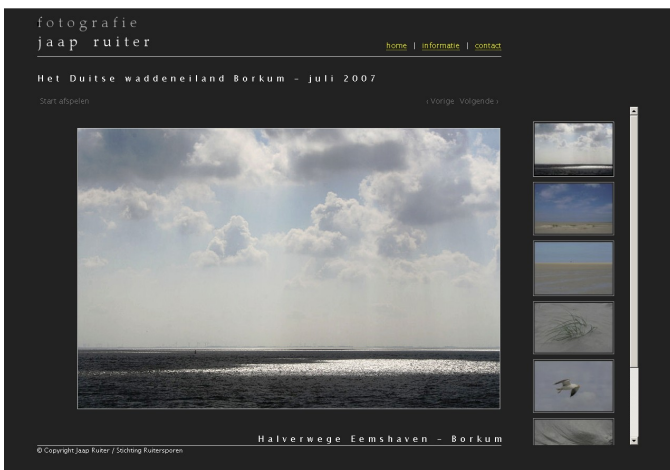 fotografie
jaap ruiter
home | informatie | contact
Het Duitse waddeneiland Borkum - juli 2007
Start afspelen
‹ Vorige Volgende ›
Halverwege Eemshaven - Borkum
© Copyright Jaap Ruiter / Stichting Ruitersporen